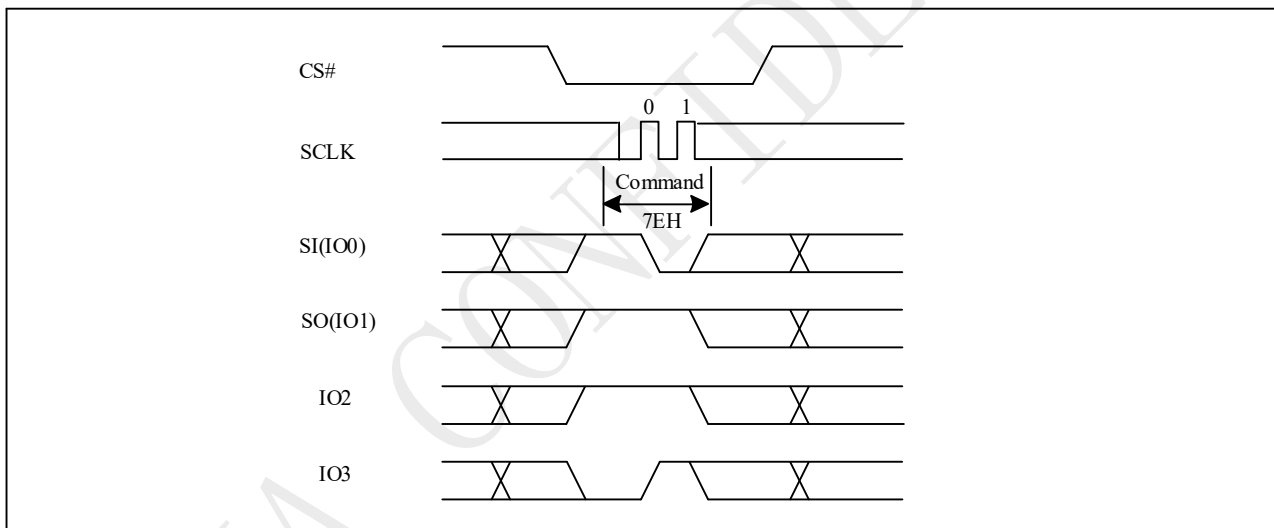 CS#
0 1
SCLK
Command
7EH
SI(IO0)
SO(IO1)
IO2
IO3